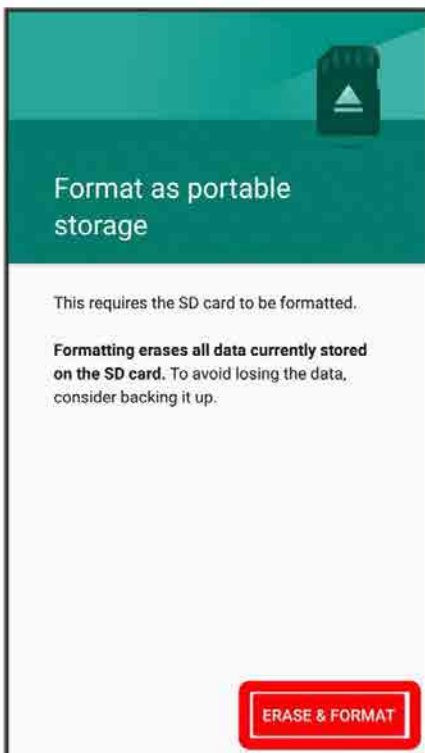 Format as portable
storage
This requires the SD card to be formatted.
Formatting erases all data currently stored
on the SD card. To avoid losing the data,
consider backing it up.
ERASE & FORMAT